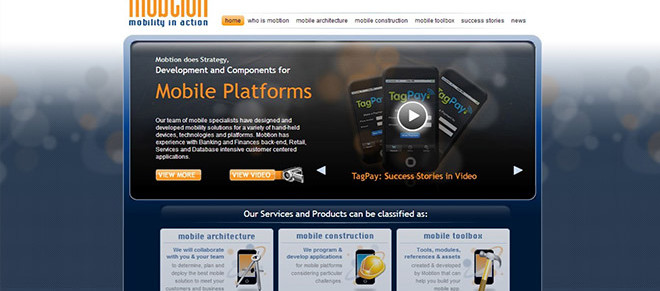 mobtion
mobility in action
home who is mobtion mobile architecture mobile construction mobile toolbox success stories news
Mobtion does Strategy,
Development and Components for
Mobile Platforms
Our team of mobile specialists have designed and
developed mobility solutions for a variety of hand-held
devices, technologies and platforms. Mobtion has
experience with Banking and Finances back-end, Retail,
Services and Database intensive customer centered
applications.
VIEW MORE VIEW VIDEO
TagPay TagPay TagPay
TagPay: Success Stories in Video
Our Services and Products can be classified as:
mobile architecture
We will collaborate
with you & your team
to determine, plan and
deploy the best mobile
solution to meet your
customers and business
mobile construction
We program &
develop applications
for mobile platforms
considering particular
challenges.
mobile toolbox
Tools, modules,
references & assets
created & developed
by Mobtion that can
help you build your
mobile app